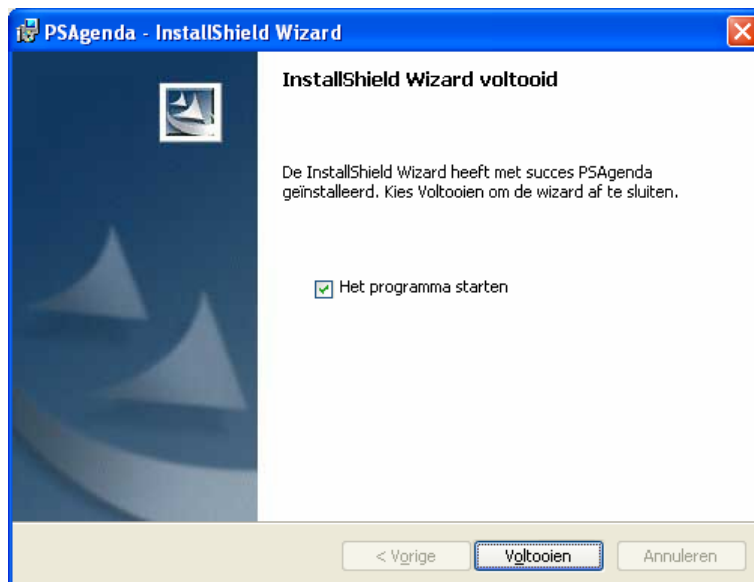 PSAgenda - InstallShield Wizard
InstallShield Wizard voltooid
De InstallShield Wizard heeft met succes PSAgenda
geïnstalleerd. Kies Voltooien om de wizard af te sluiten.
Het programma starten
< Vorige
Voltooien
Annuleren